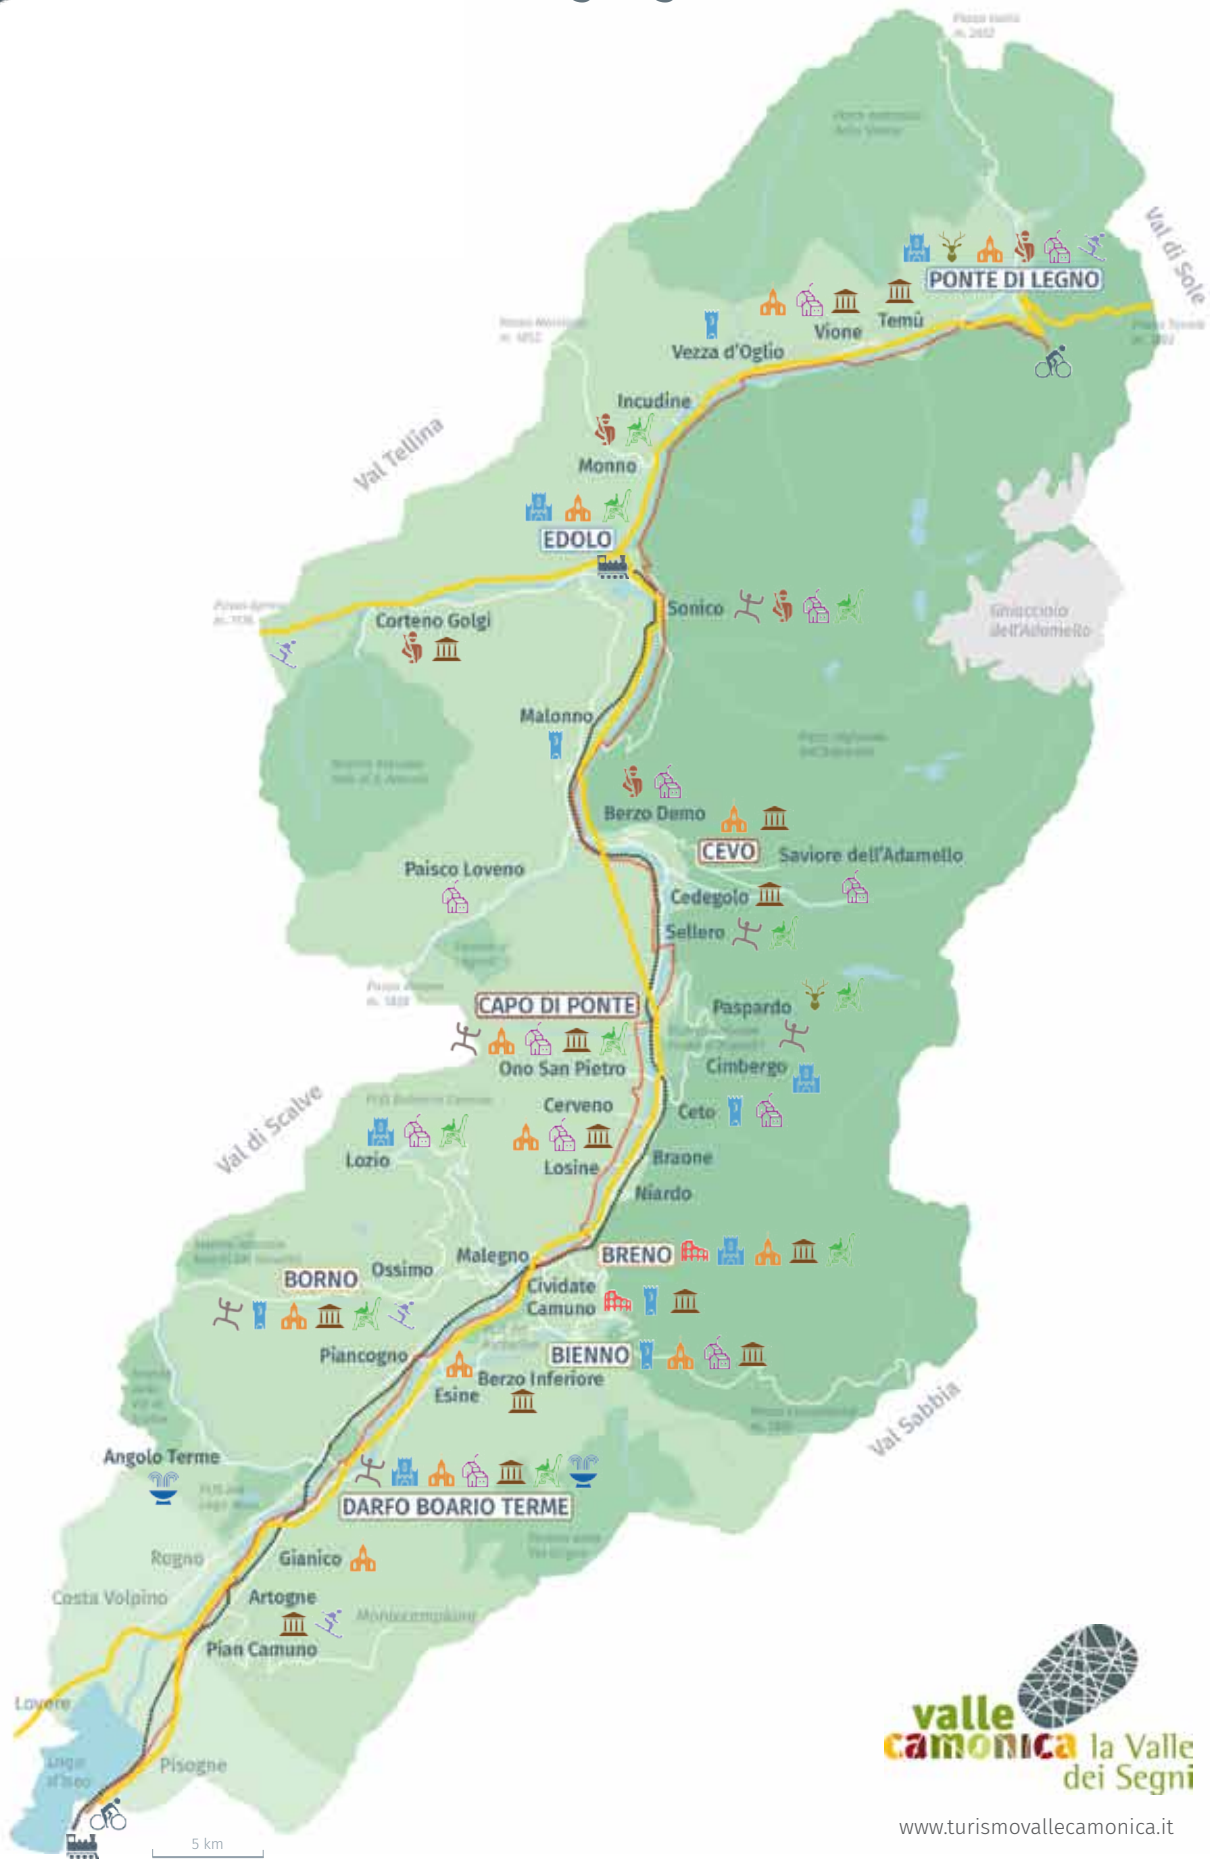 Val di Sole
PONTE DI LEGNO
Temù
Vione
Vezza d'Oglio
Incudine
Val Tellina
Monno
EDOLO
Sonico
Ghiacciaio
dell'Adamello
Corteno Golgi
Malonno
Berzo Demo
CEVO
Saviore dell'Adamello
Paisco Loveno
Cedegolo
Sellero
CAPO DI PONTE
Paspardo
Ono San Pietro
Cimbergo
Cerveno
Ceto
Val di Scalve
Lozio
Losine
Braone
Niardo
Malegno
BRENO
Ossimo
BORNO
Cividate
Camuno
Piancogno
BIENNO
Berzo Inferiore
Esine
Val Sabbia
Angolo Terme
DARFO BOARIO TERME
Rogno
Gianico
Costa Volpino
Artogne
Montecampione
Pian Camuno
Lovere
Lago
d'Iseo
Pisogne
5 km
valle
camonica la Valle
dei Segni
www.turismovallecamonica.it